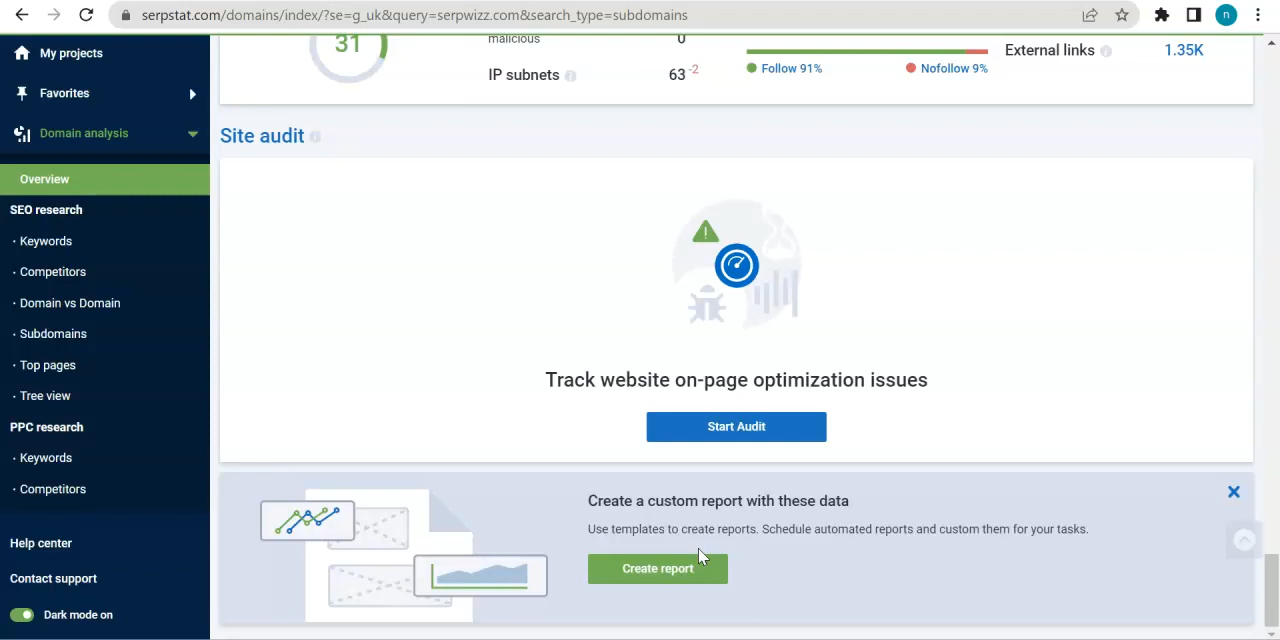 serpstat.com/domains/index/?se=g_uk&query=serpwizz.com&search_type=subdomains
n
My projects
Favorites
Domain analysis
Overview
SEO research
· Keywords
· Competitors
· Domain vs Domain
· Subdomains
· Top pages
· Tree view
PPC research
· Keywords
· Competitors
Help center
Contact support
Dark mode on
31
malicious 0
IP subnets 63 -2
Follow 91% Nofollow 9%
External links 1.35K
Site audit
Track website on-page optimization issues
Start Audit
Create a custom report with these data
Use templates to create reports. Schedule automated reports and custom them for your tasks.
Create report